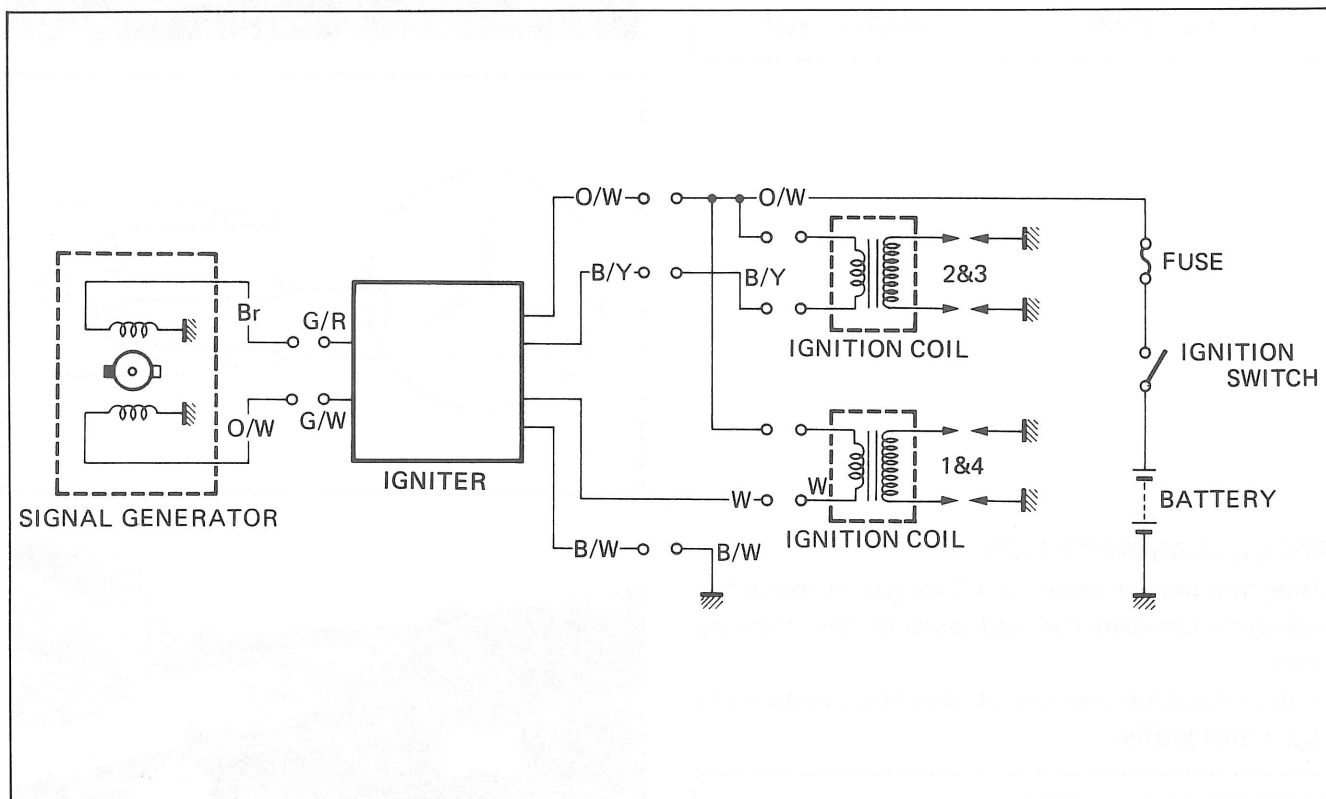 O/W
O/W
B/Y
B/Y
2&3
FUSE
Br
G/R
IGNITION COIL
IGNITION
SWITCH
O/W
G/W
IGNITER
1&4
W
W
BATTERY
SIGNAL GENERATOR
IGNITION COIL
B/W
B/W